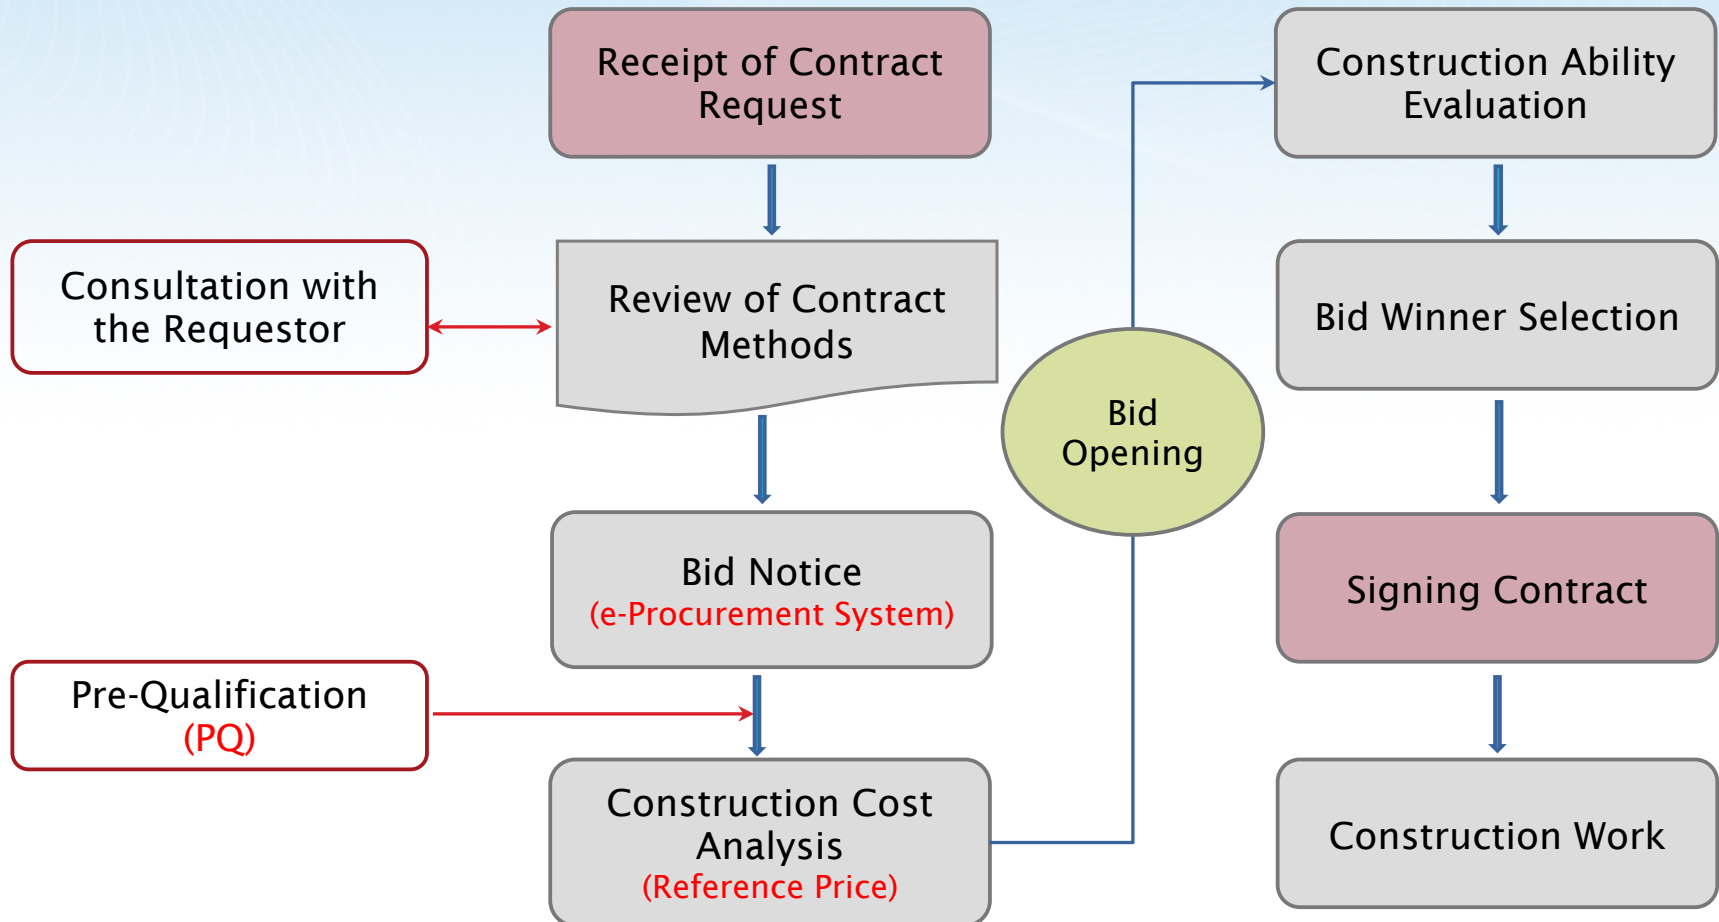 Receipt of Contract
Request
Consultation with
the Requestor
Review of Contract
Methods
Bid Notice
(e-Procurement System)
Pre-Qualification
(PQ)
Construction Cost
Analysis
(Reference Price)
Bid
Opening
Construction Ability
Evaluation
Bid Winner Selection
Signing Contract
Construction Work